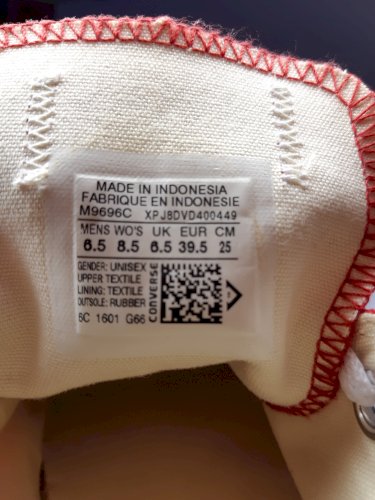 MADE IN INDONESIA
FABRIQUE EN INDONESIE
M9696C XPJ8DVD400449
MENS WO'S UK EUR CM
6.5 8.5 6.5 39.5 25
GENDER: UNISEX
UPPER TEXTILE
LINING: TEXTILE
OUTSOLE: RUBBER
SC 1601 G66
CONVERSE